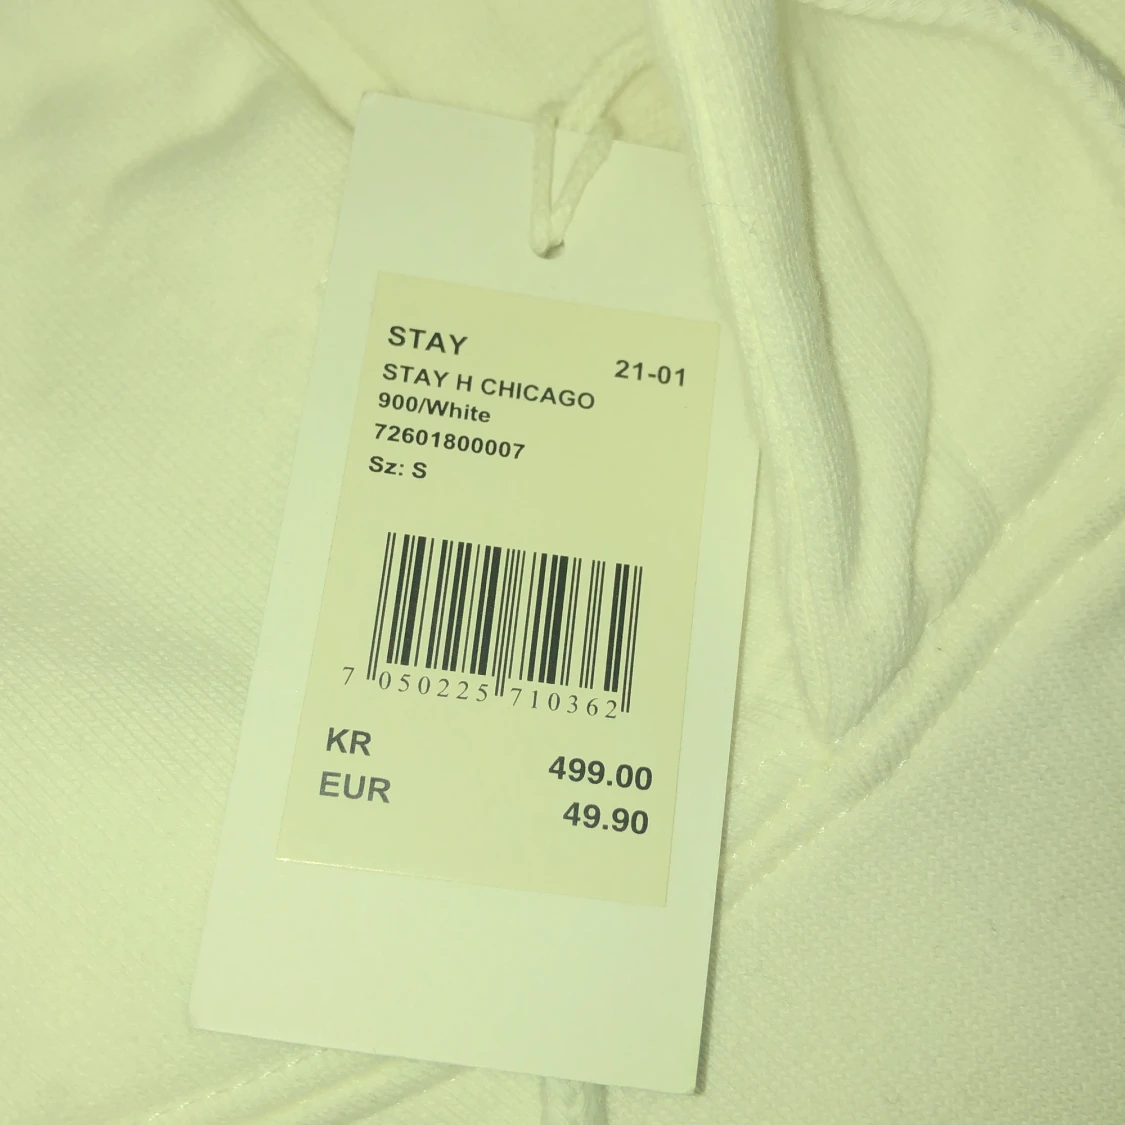 STAY
21-01
STAY H CHICAGO
900/White
72601800007
Sz: S
7 050225 710362
KR 499.00
EUR 49.90